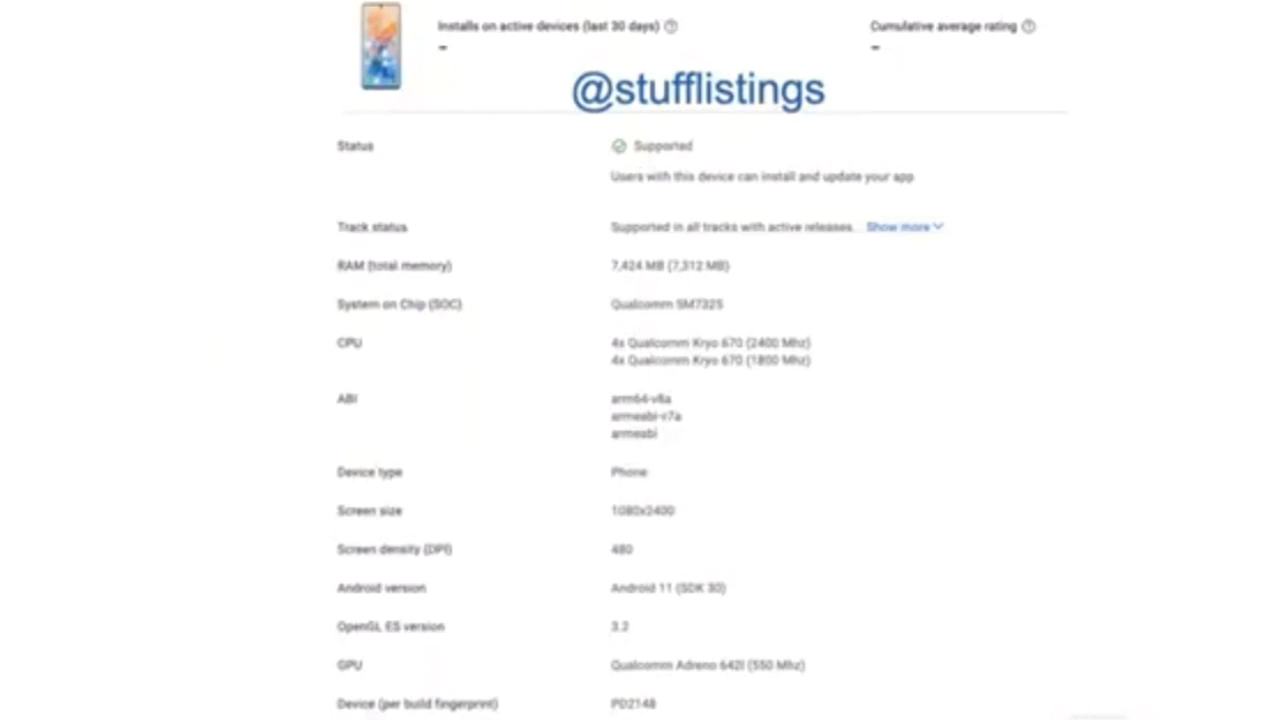 Installs on active devices (last 30 days)
Cumulative average rating
–
–
@stufflistings
Status
Supported
Users with this device can install and update your app
Track status
Supported in all tracks with active releases. Show more
RAM (total memory)
7,424 MB (7,312 MB)
System on Chip (SOC)
Qualcomm SM7325
CPU
4x Qualcomm Kryo 670 (2400 Mhz)
4x Qualcomm Kryo 670 (1800 Mhz)
ABI
arm64-v8a
armeabi-v7a
armeabi
Device type
Phone
Screen size
1080x2400
Screen density (DPI)
480
Android version
Android 11 (SDK 30)
OpenGL ES version
3.2
GPU
Qualcomm Adreno 642l (550 Mhz)
Device (per build fingerprint)
PD2148